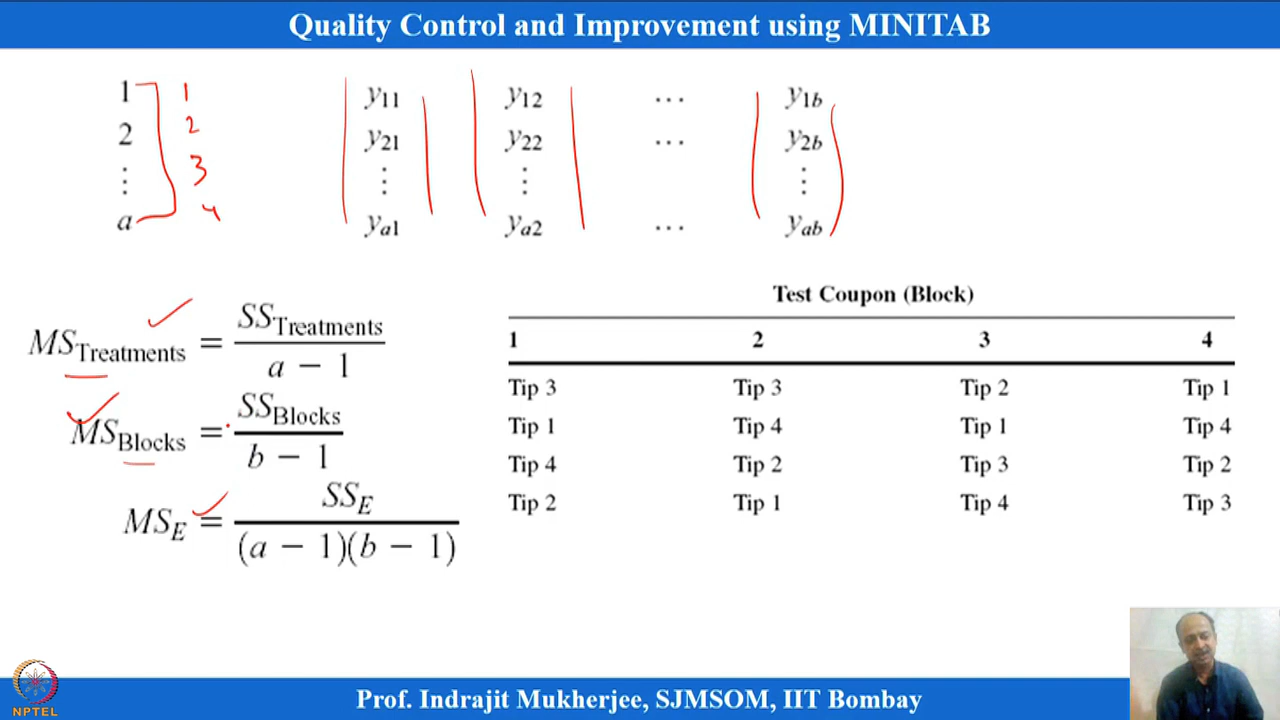 Quality Control and Improvement using MINITAB
1 1 y11 y12 ... y1b
2 2 y21 y22 ... y2b
⋮ 3 ⋮ ⋮ ⋮
a 4 ya1 ya2 ... yab
MS_Treatments = SS_Treatments / a − 1
MS_Blocks = SS_Blocks / b − 1
MS_E = SS_E / (a − 1)(b − 1)
Test Coupon (Block)
1 2 3 4
Tip 3 Tip 3 Tip 2 Tip 1
Tip 1 Tip 4 Tip 1 Tip 4
Tip 4 Tip 2 Tip 3 Tip 2
Tip 2 Tip 1 Tip 4 Tip 3
NPTEL
Prof. Indrajit Mukherjee, SJMSOM, IIT Bombay